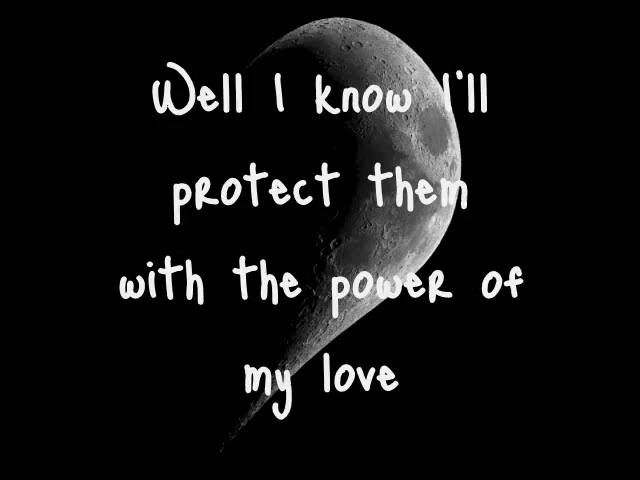 Well I know I'll
protect them
with the power of
my love